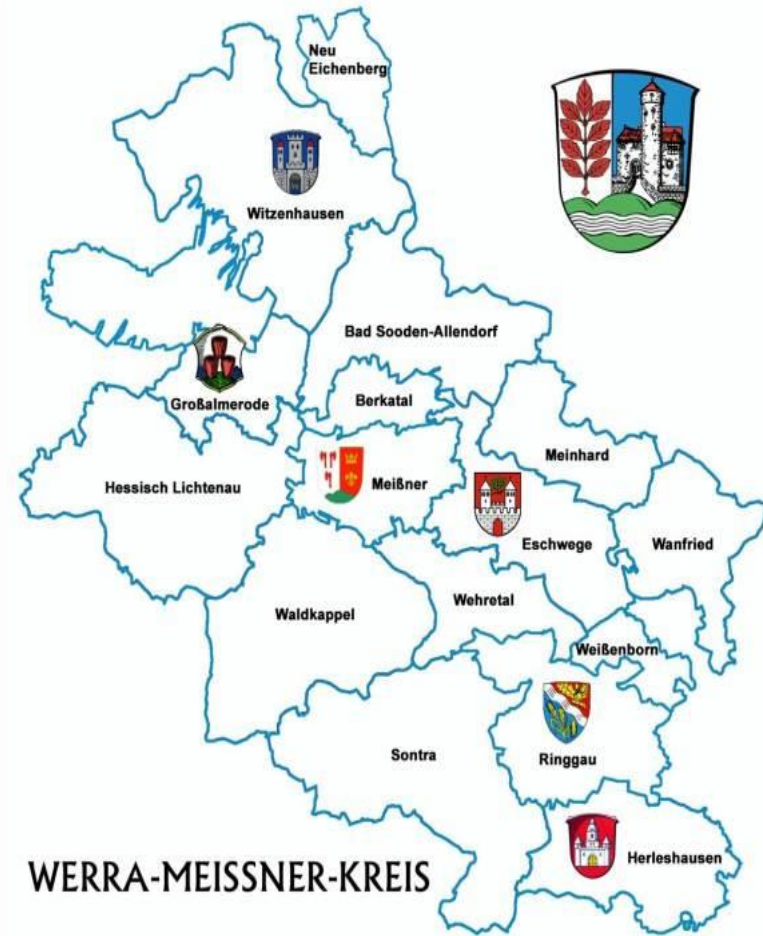 Neu
Eichenberg
Witzenhausen
Bad Sooden-Allendorf
Berkatal
Großalmerode
Meinhard
Hessisch Lichtenau
Meißner
Eschwege
Wanfried
Waldkappel
Wehretal
Weißenborn
Sontra
Ringgau
Herleshausen
WERRA-MEISSNER-KREIS